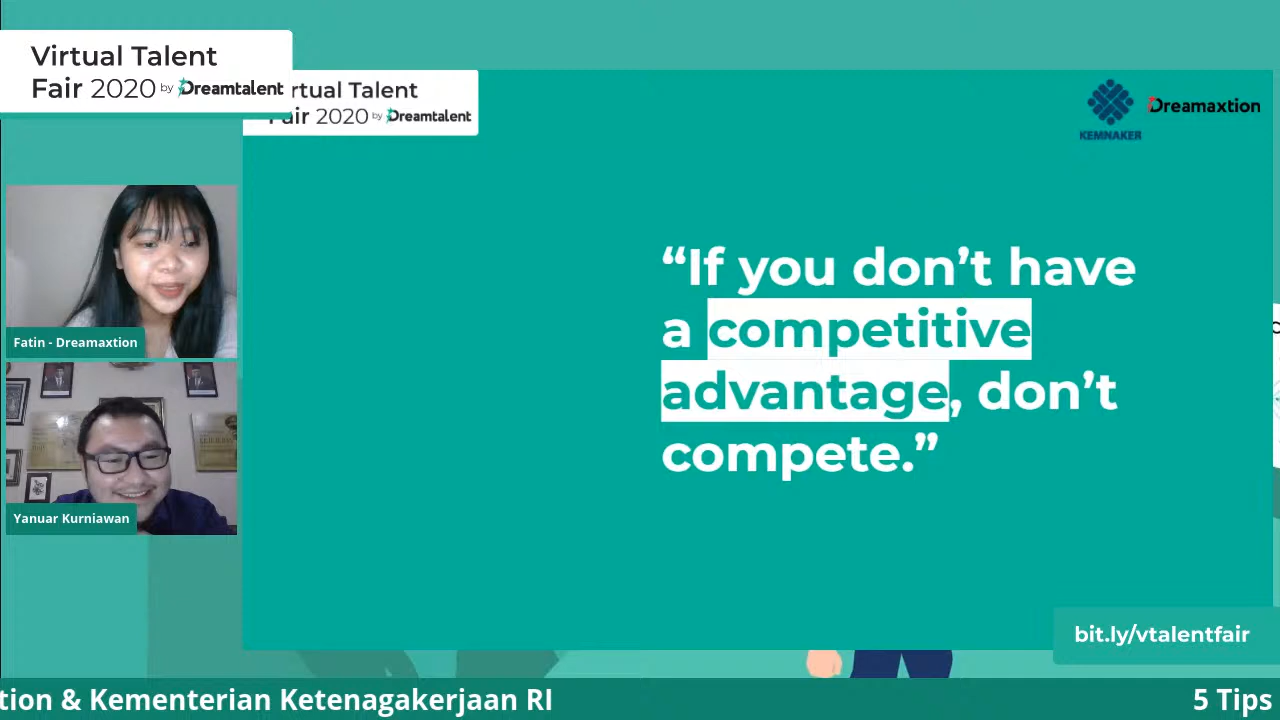 Virtual Talent
Fair 2020 by Dreamtalent
rtual Talent
Fair 2020 by Dreamtalent
KEMNAKER
Dreamaxtion
“If you don’t have
a competitive
advantage, don’t
compete.”
Fatin - Dreamaxtion
Yanuar Kurniawan
bit.ly/vtalentfair
tion & Kementerian Ketenagakerjaan RI
5 Tips